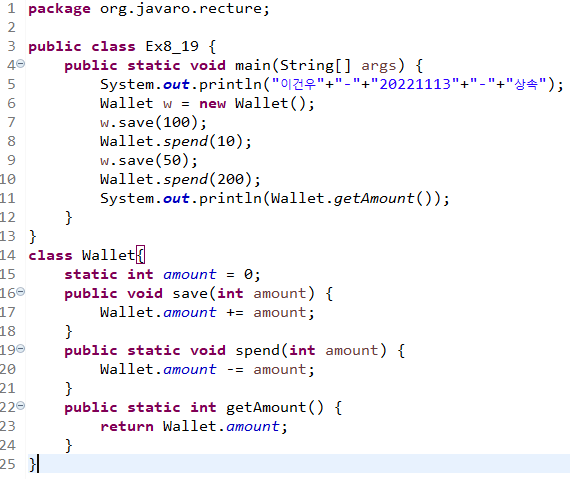 1 package org.javaro.recture;
2
3 public class Ex8_19 {
4     public static void main(String[] args) {
5         System.out.println("이건우"+"-"+"20221113"+"-"+"상속");
6         Wallet w = new Wallet();
7         w.save(100);
8         Wallet.spend(10);
9         w.save(50);
10         Wallet.spend(200);
11         System.out.println(Wallet.getAmount());
12     }
13 }
14 class Wallet{
15     static int amount = 0;
16     public void save(int amount) {
17         Wallet.amount += amount;
18     }
19     public static void spend(int amount) {
20         Wallet.amount -= amount;
21     }
22     public static int getAmount() {
23         return Wallet.amount;
24     }
25 }